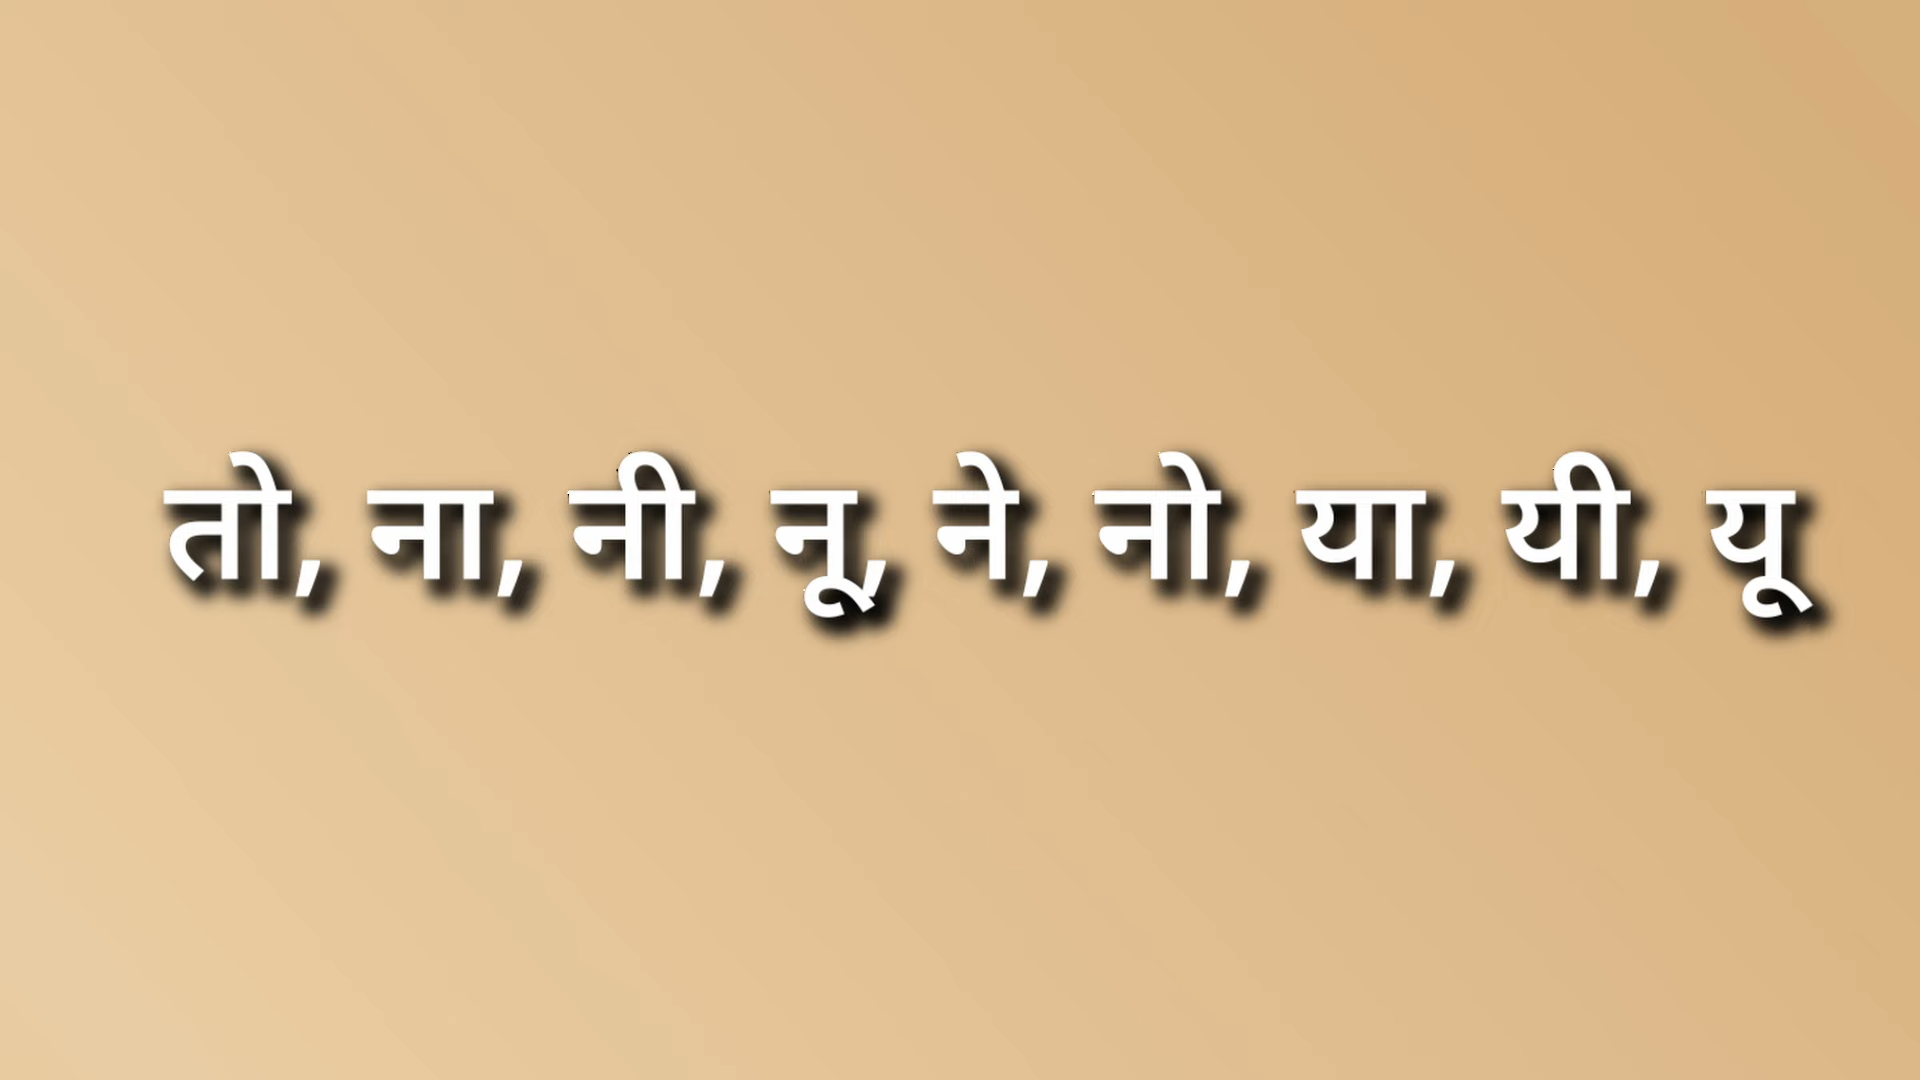 तो, ना, नी, नू, ने, नो, या, यी, यू